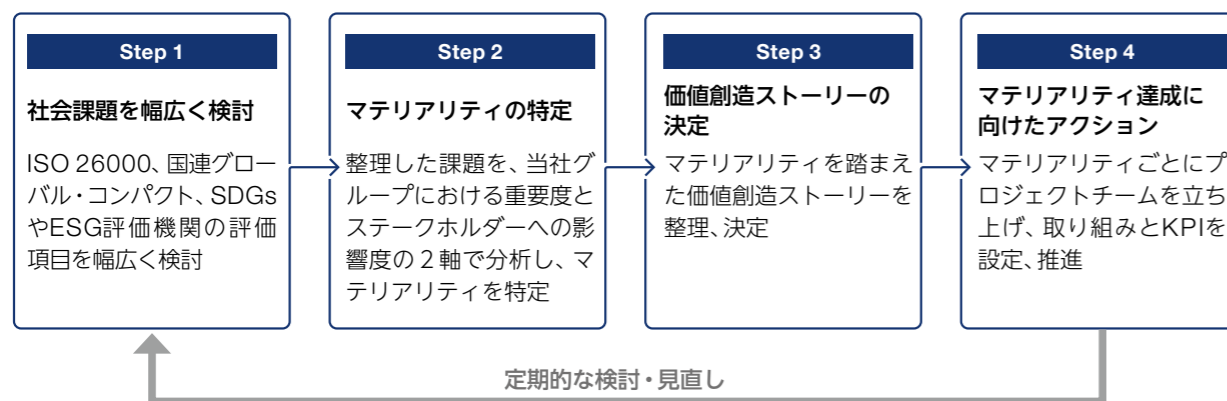 Step 1
社会課題を幅広く検討
ISO 26000、国連グロー
バル・コンパクト、SDGs
やESG評価機関の評価
項目を幅広く検討
Step 2
マテリアリティの特定
整理した課題を、当社グ
ループにおける重要度と
ステークホルダーへの影
響度の2軸で分析し、マ
テリアリティを特定
Step 3
価値創造ストーリーの
決定
マテリアリティを踏まえ
た価値創造ストーリーを
整理、決定
Step 4
マテリアリティ達成に
向けたアクション
マテリアリティごとにプ
ロジェクトチームを立ち
上げ、取り組みとKPIを
設定、推進
定期的な検討・見直し